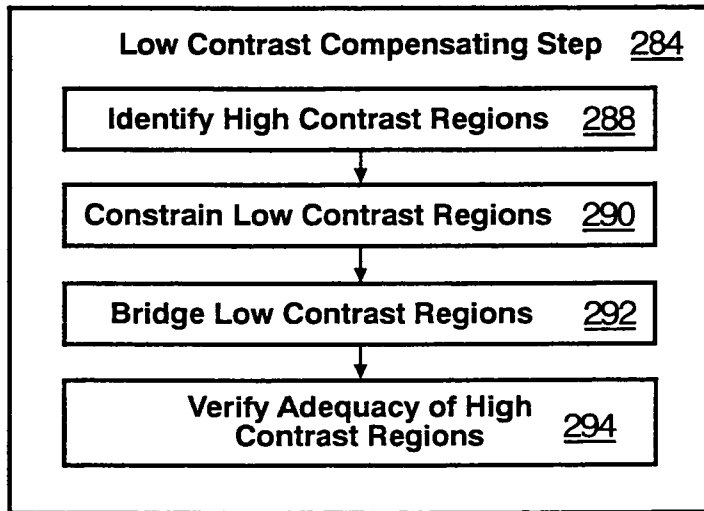 Low Contrast Compensating Step 284
Identify High Contrast Regions 288
Constrain Low Contrast Regions 290
Bridge Low Contrast Regions 292
Verify Adequacy of High
Contrast Regions 294